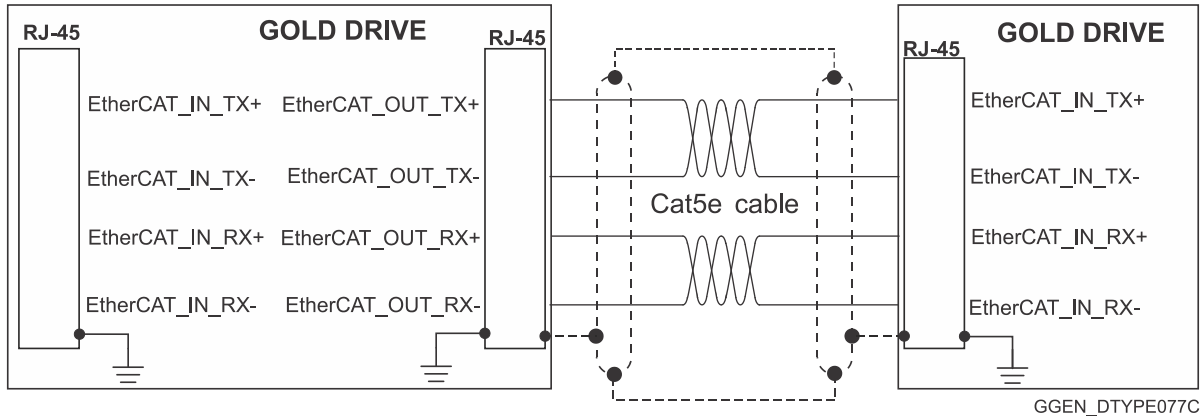 GOLD DRIVE
GOLD DRIVE
RJ-45
RJ-45
RJ-45
EtherCAT_IN_TX+
EtherCAT_OUT_TX+
EtherCAT_IN_TX+
EtherCAT_IN_TX-
EtherCAT_OUT_TX-
EtherCAT_IN_TX-
Cat5e cable
EtherCAT_IN_RX+
EtherCAT_OUT_RX+
EtherCAT_IN_RX+
EtherCAT_IN_RX-
EtherCAT_OUT_RX-
EtherCAT_IN_RX-
GGEN_DTYPE077C